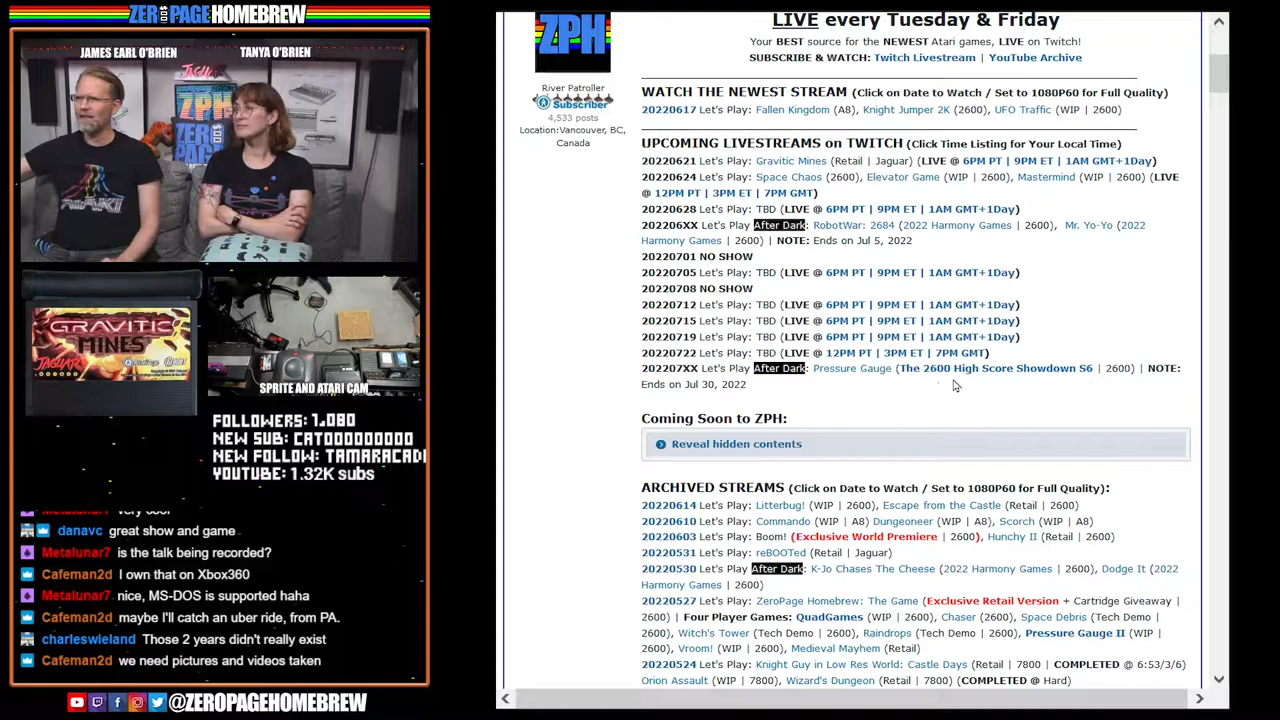 ZEROPAGE HOMEBREW
JAMES EARL O'BRIEN
TANYA O'BRIEN
JAGUAR
ZPH
ATARI
GRAVITIC
MINES
JAGUAR
SPRITE AND ATARI CAM
FOLLOWERS: 1,080
NEW SUB: CATOOOOOOOOO
NEW FOLLOW: TAMARACADI
YOUTUBE: 1.32K subs
Metalunar7 very cool
danavc great show and game
Metalunar7 is the talk being recorded?
Cafeman2d I own that on Xbox360
Metalunar7 nice, MS-DOS is supported haha
Cafeman2d maybe I'll catch an uber ride, from PA.
charleswieland Those 2 years didn't really exist
Cafeman2d we need pictures and videos taken
@ZEROPAGEHOMEBREW
ZPH
River Patroller
Subscriber
4,533 posts
Location:Vancouver, BC,
Canada
LIVE every Tuesday & Friday
Your BEST source for the NEWEST Atari games, LIVE on Twitch!
SUBSCRIBE & WATCH: Twitch Livestream | YouTube Archive
WATCH THE NEWEST STREAM (Click on Date to Watch / Set to 1080P60 for Full Quality)
20220617 Let's Play: Fallen Kingdom (A8), Knight Jumper 2K (2600), UFO Traffic (WIP | 2600)
UPCOMING LIVESTREAMS on TWITCH (Click Time Listing for Your Local Time)
20220621 Let's Play: Gravitic Mines (Retail | Jaguar) (LIVE @ 6PM PT | 9PM ET | 1AM GMT+1Day)
20220624 Let's Play: Space Chaos (2600), Elevator Game (WIP | 2600), Mastermind (WIP | 2600) (LIVE
@ 12PM PT | 3PM ET | 7PM GMT)
20220628 Let's Play: TBD (LIVE @ 6PM PT | 9PM ET | 1AM GMT+1Day)
202206XX Let's Play After Dark: RobotWar: 2684 (2022 Harmony Games | 2600), Mr. Yo-Yo (2022
Harmony Games | 2600) | NOTE: Ends on Jul 5, 2022
20220701 NO SHOW
20220705 Let's Play: TBD (LIVE @ 6PM PT | 9PM ET | 1AM GMT+1Day)
20220708 NO SHOW
20220712 Let's Play: TBD (LIVE @ 6PM PT | 9PM ET | 1AM GMT+1Day)
20220715 Let's Play: TBD (LIVE @ 6PM PT | 9PM ET | 1AM GMT+1Day)
20220719 Let's Play: TBD (LIVE @ 6PM PT | 9PM ET | 1AM GMT+1Day)
20220722 Let's Play: TBD (LIVE @ 12PM PT | 3PM ET | 7PM GMT)
202207XX Let's Play After Dark: Pressure Gauge (The 2600 High Score Showdown S6 | 2600) | NOTE:
Ends on Jul 30, 2022
Coming Soon to ZPH:
Reveal hidden contents
ARCHIVED STREAMS (Click on Date to Watch / Set to 1080P60 for Full Quality):
20220614 Let's Play: Litterbug! (WIP | 2600), Escape from the Castle (Retail | 2600)
20220610 Let's Play: Commando (WIP | A8) Dungeoneer (WIP | A8), Scorch (WIP | A8)
20220603 Let's Play: Boom! (Exclusive World Premiere | 2600), Hunchy II (Retail | 2600)
20220531 Let's Play: reBOOTed (Retail | Jaguar)
20220530 Let's Play After Dark: K-Jo Chases The Cheese (2022 Harmony Games | 2600), Dodge It (2022
Harmony Games | 2600)
20220527 Let's Play: ZeroPage Homebrew: The Game (Exclusive Retail Version + Cartridge Giveaway |
2600) | Four Player Games: QuadGames (WIP | 2600), Chaser (2600), Space Debris (Tech Demo |
2600), Witch's Tower (Tech Demo | 2600), Raindrops (Tech Demo | 2600), Pressure Gauge II (WIP |
2600), Vroom! (WIP | 2600), Medieval Mayhem (Retail)
20220524 Let's Play: Knight Guy in Low Res World: Castle Days (Retail | 7800 | COMPLETED @ 6:53/3/6)
Orion Assault (WIP | 7800), Wizard's Dungeon (Retail | 7800) (COMPLETED @ Hard)